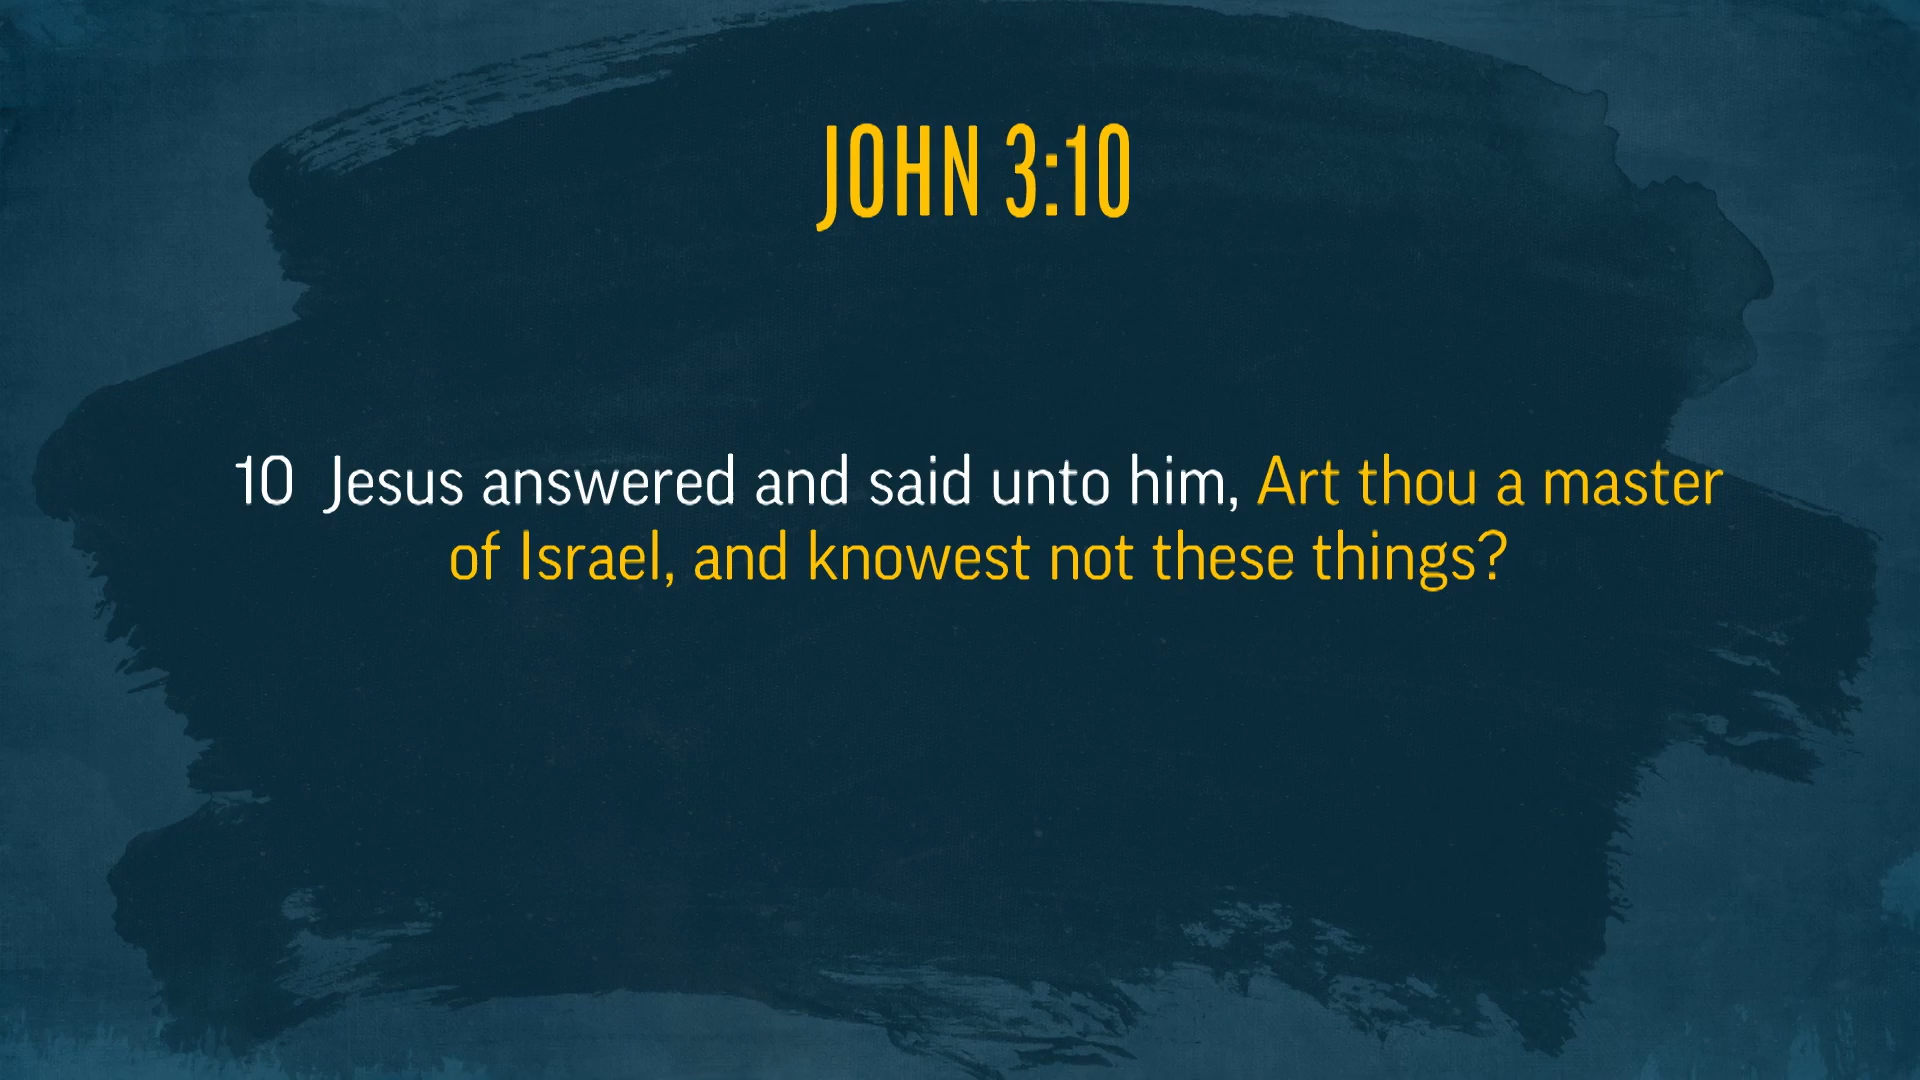 JOHN 3:10
10 Jesus answered and said unto him, Art thou a master
of Israel, and knowest not these things?